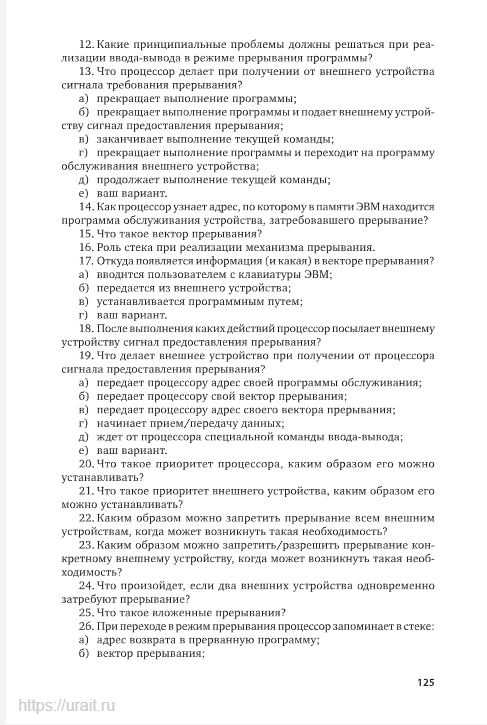 12. Какие принципиальные проблемы должны решаться при реа-
лизации ввода-вывода в режиме прерывания программы?
13. Что процессор делает при получении от внешнего устройства
сигнала требования прерывания?
а) прекращает выполнение программы;
б) прекращает выполнение программы и подает внешнему устрой-
ству сигнал предоставления прерывания;
в) заканчивает выполнение текущей команды;
г) прекращает выполнение программы и переходит на программу
обслуживания внешнего устройства;
д) продолжает выполнение текущей команды;
е) ваш вариант.
14. Как процессор узнает адрес, по которому в памяти ЭВМ находится
программа обслуживания устройства, затребовавшего прерывание?
15. Что такое вектор прерывания?
16. Роль стека при реализации механизма прерывания.
17. Откуда появляется информация (и какая) в векторе прерывания?
а) вводится пользователем с клавиатуры ЭВМ;
б) передается из внешнего устройства;
в) устанавливается программным путем;
г) ваш вариант.
18. После выполнения каких действий процессор посылает внешнему
устройству сигнал предоставления прерывания?
19. Что делает внешнее устройство при получении от процессора
сигнала предоставления прерывания?
а) передает процессору адрес своей программы обслуживания;
б) передает процессору свой вектор прерывания;
в) передает процессору адрес своего вектора прерывания;
г) начинает прием/передачу данных;
д) ждет от процессора специальной команды ввода-вывода;
е) ваш вариант.
20. Что такое приоритет процессора, каким образом его можно
устанавливать?
21. Что такое приоритет внешнего устройства, каким образом его
можно устанавливать?
22. Каким образом можно запретить прерывание всем внешним
устройствам, когда может возникнуть такая необходимость?
23. Каким образом можно запретить/разрешить прерывание кон-
кретному внешнему устройству, когда может возникнуть такая необ-
ходимость?
24. Что произойдет, если два внешних устройства одновременно
затребуют прерывание?
25. Что такое вложенные прерывания?
26. При переходе в режим прерывания процессор запоминает в стеке:
а) адрес возврата в прерванную программу;
б) вектор прерывания;
125
https://urait.ru